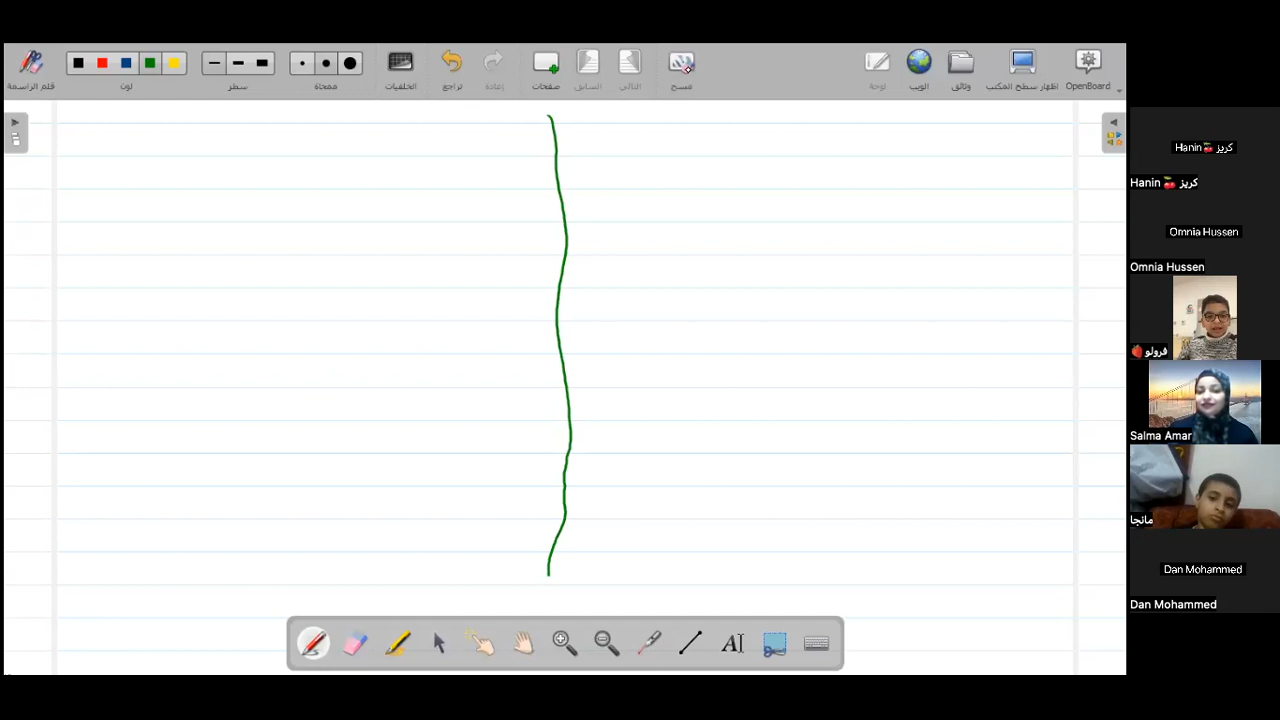 قلم الراسمة
لون
سطر
ممحاة
الخلفيات
تراجع
إعادة
صفحات
السابق
التالي
مسح
لوحة
الويب
وثائق
اظهار سطح المكتب
OpenBoard
Hanin🍒 كريز
Hanin🍒 كريز
Omnia Hussen
Omnia Hussen
فرولو🍓
Salma Amar
مانجا
Dan Mohammed
Dan Mohammed